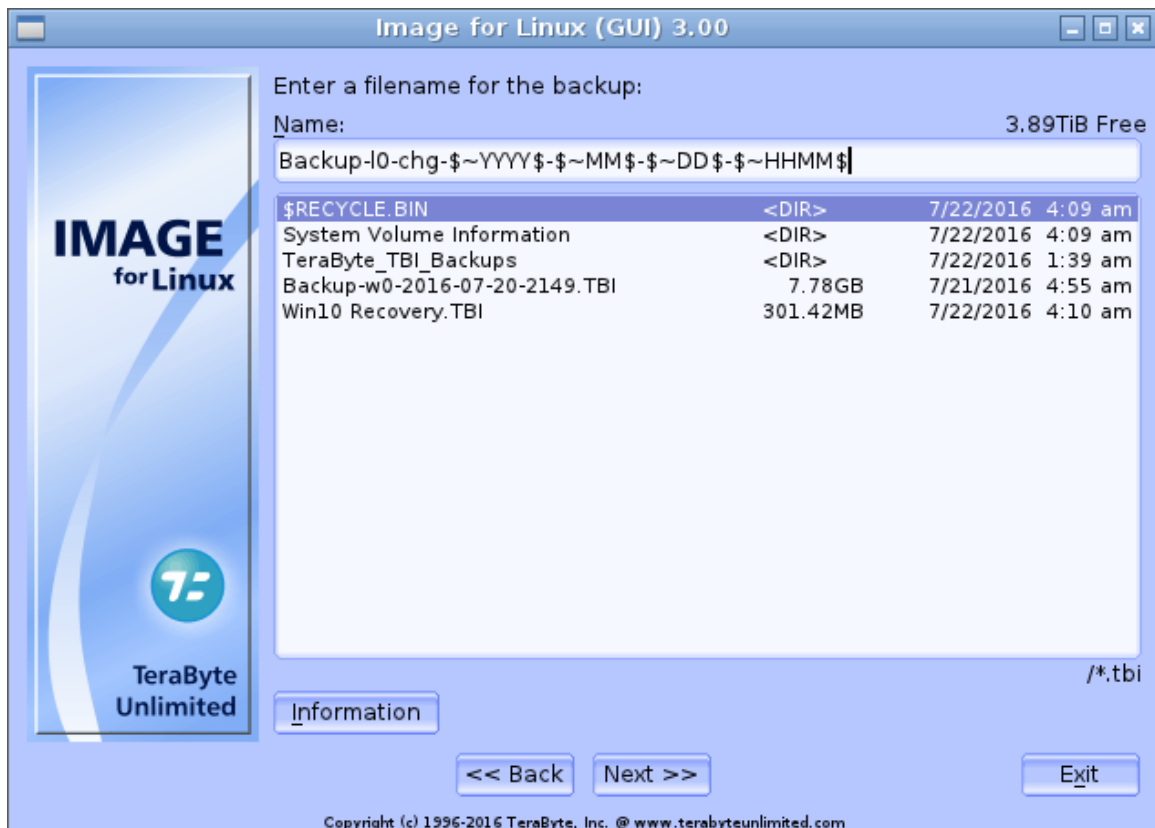 Image for Linux (GUI) 3.00
Enter a filename for the backup:
Name: 3.89TiB Free
Backup-l0-chg-$~YYYY$-$~MM$-$~DD$-$~HHMM$
$RECYCLE.BIN <DIR> 7/22/2016 4:09 am
System Volume Information <DIR> 7/22/2016 4:09 am
TeraByte_TBI_Backups <DIR> 7/22/2016 1:39 am
Backup-w0-2016-07-20-2149.TBI 7.78GB 7/21/2016 4:55 am
Win10 Recovery.TBI 301.42MB 7/22/2016 4:10 am
IMAGE
for Linux
TeraByte
Unlimited
/*.tbi
Information
<< Back Next >> Exit
Copyright (c) 1996-2016 TeraByte, Inc. @ www.terabyteunlimited.com